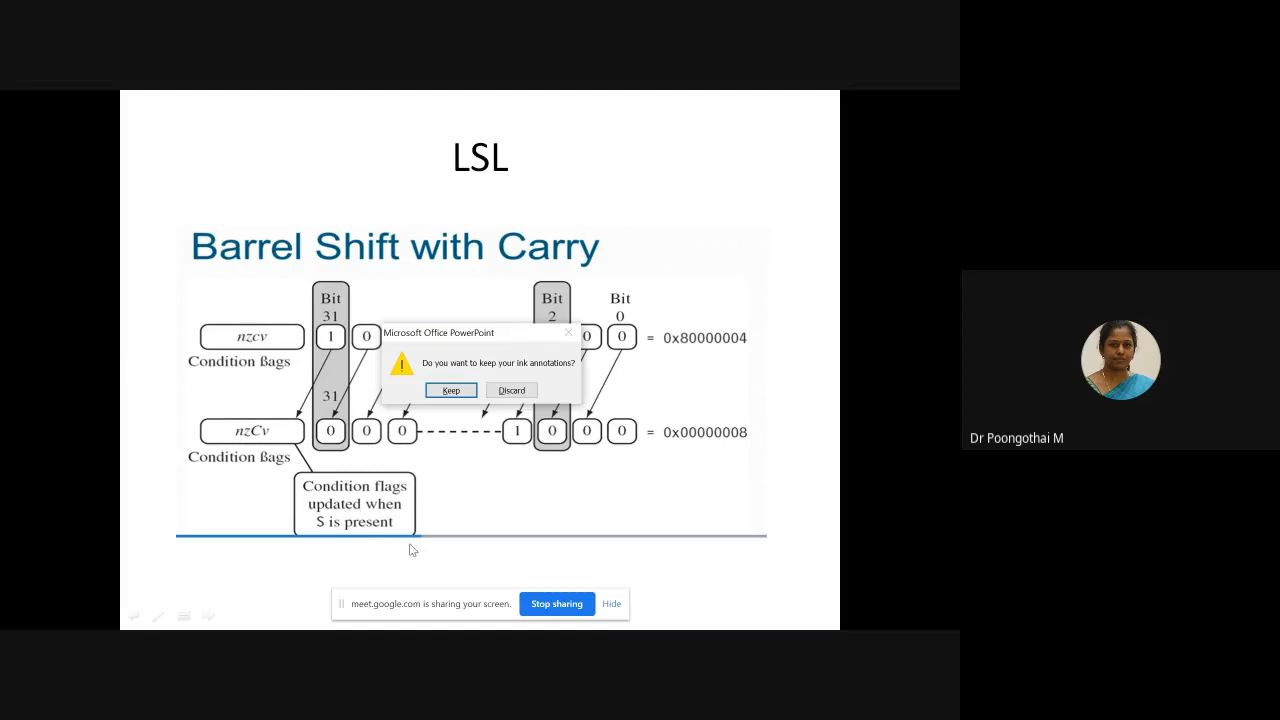 LSL
Barrel Shift with Carry
Bit Bit Bit
31 2 0
nzcv 1 0 0 0 = 0x80000004
Condition ßags
Microsoft Office PowerPoint
Do you want to keep your ink annotations?
Keep Discard
31
nzCv 0 0 0 1 0 0 0 = 0x00000008
Condition ßags
Condition flags
updated when
S is present
meet.google.com is sharing your screen. Stop sharing Hide
Dr Poongothai M